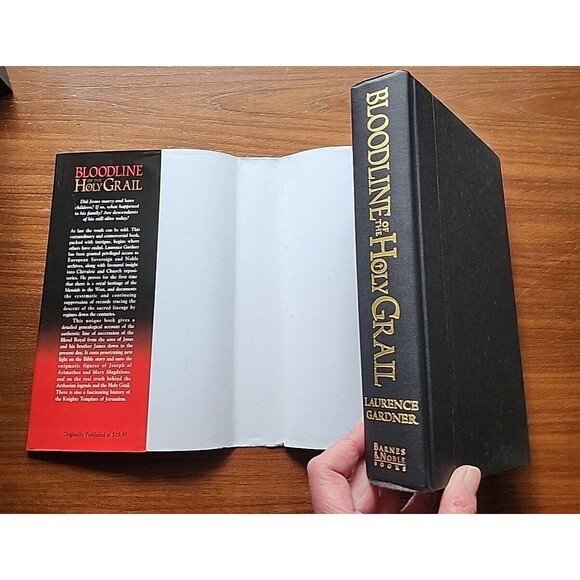 BLOODLINE
OF THE
HOLY GRAIL
Did Jesus marry and have
children? If so, what happened
to his family? Are descendants
of his still alive today?
At last the truth can be told. This
extraordinary and controversial book,
packed with intrigue, begins where
others have ended. Laurence Gardner
has been granted privileged access to
European Sovereign and Noble
archives, along with favoured insight
into Chivalric and Church reposi-
tories. He proves for the first time
that there is a royal heritage of the
Messiah in the West, and documents
the systematic and continuing
suppression of records tracing the
descent of the sacred lineage by
regimes down the centuries.
This unique book gives a
detailed genealogical account of the
authentic line of succession of the
Blood Royal from the sons of Jesus and
his brother James down to the
present day. It casts penetrating new
light on the Bible story and onto the
enigmatic figures of Joseph of
Arimathea and Mary Magdalene,
and on the real truth behind the
Arthurian legends and the Holy Grail.
There is also a fascinating history of the
Knights Templars of Jerusalem.
Originally Published at $29.95
BLOODLINE OF THE HOLY GRAIL
LAURENCE
GARDNER
BARNES
& NOBLE
BOOKS